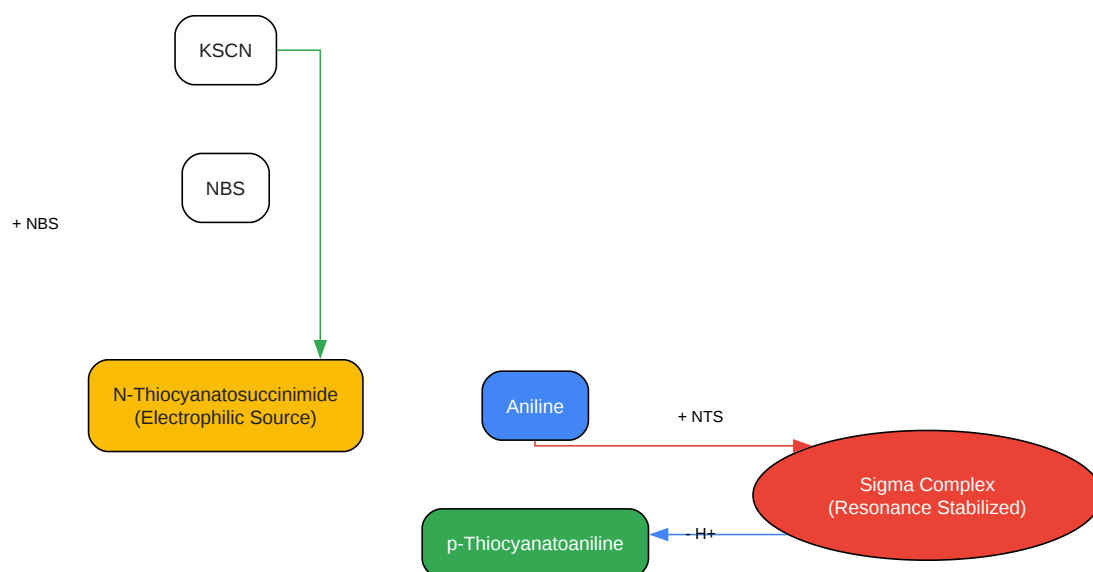 KSCN
NBS
+ NBS
N-Thiocyanatosuccinimide
(Electrophilic Source)
Aniline
+ NTS
Sigma Complex
(Resonance Stabilized)
- H+
p-Thiocyanatoaniline